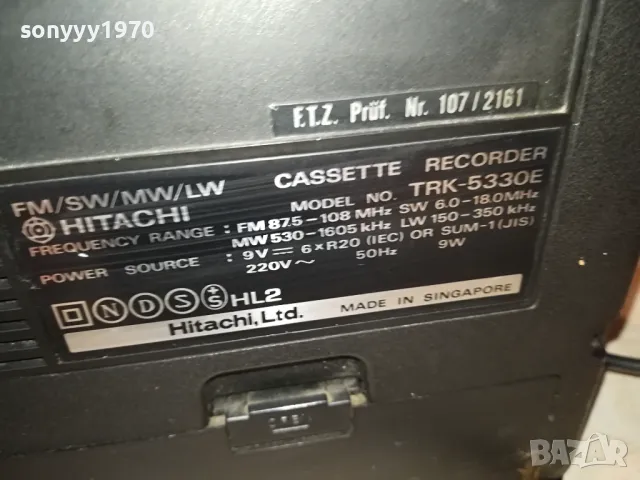 sonyyy1970
F.T.Z. Prüf. Nr. 107/2161
FM/SW/MW/LW CASSETTE RECORDER
HITACHI MODEL NO. TRK-5330E
FREQUENCY RANGE : FM 87.5-108 MHz SW 6.0-18.0MHz
MW 530-1605 kHz LW 150-350 kHz
POWER SOURCE : 9V 6×R20 (IEC) OR SUM-1(JIS)
220V~ 50Hz 9W
N D S S HL2
Hitachi, Ltd. MADE IN SINGAPORE
OPEN
BAZAR
bg